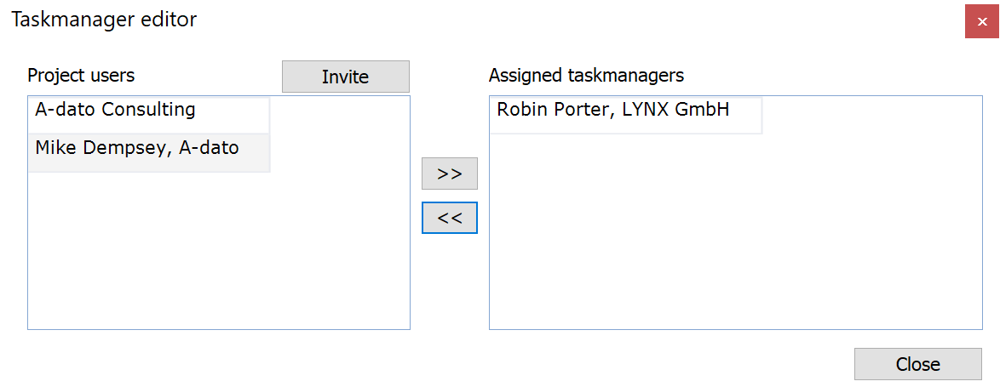 Taskmanager editor
×
Project users
Invite
A-dato Consulting
Mike Dempsey, A-dato
>>
<<
Assigned taskmanagers
Robin Porter, LYNX GmbH
Close